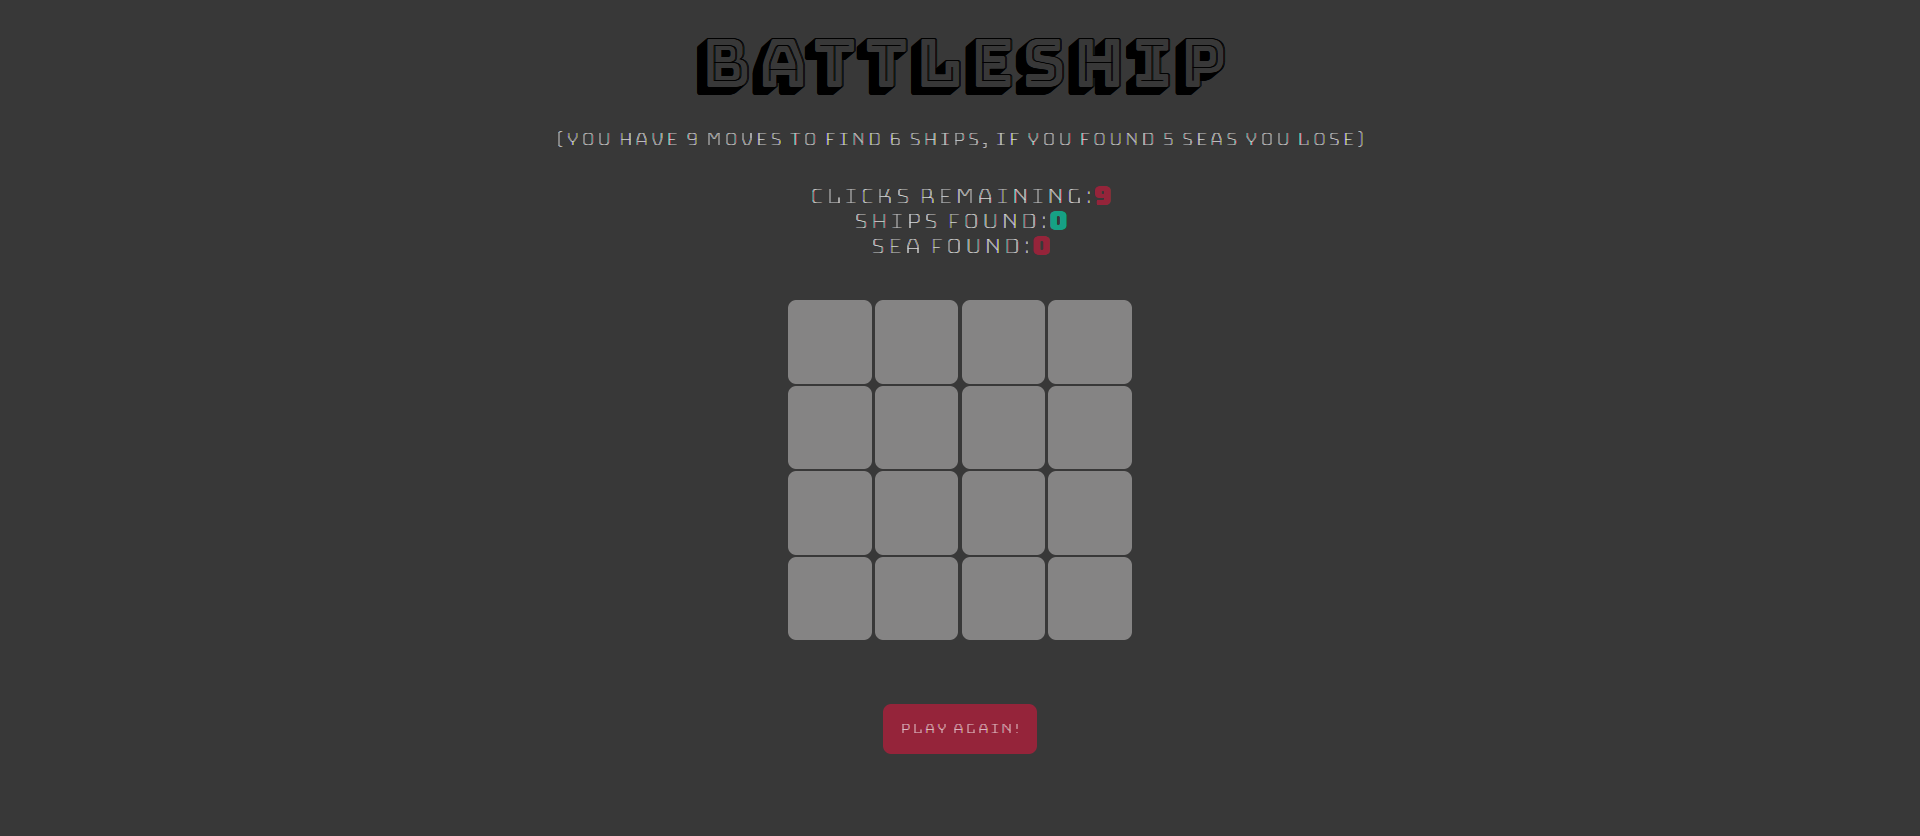 BATTLESHIP
(YOU HAVE 9 MOVES TO FIND 6 SHIPS, IF YOU FOUND 5 SEAS YOU LOSE)
CLICKS REMAINING:9
SHIPS FOUND:0
SEA FOUND:0
PLAY AGAIN!